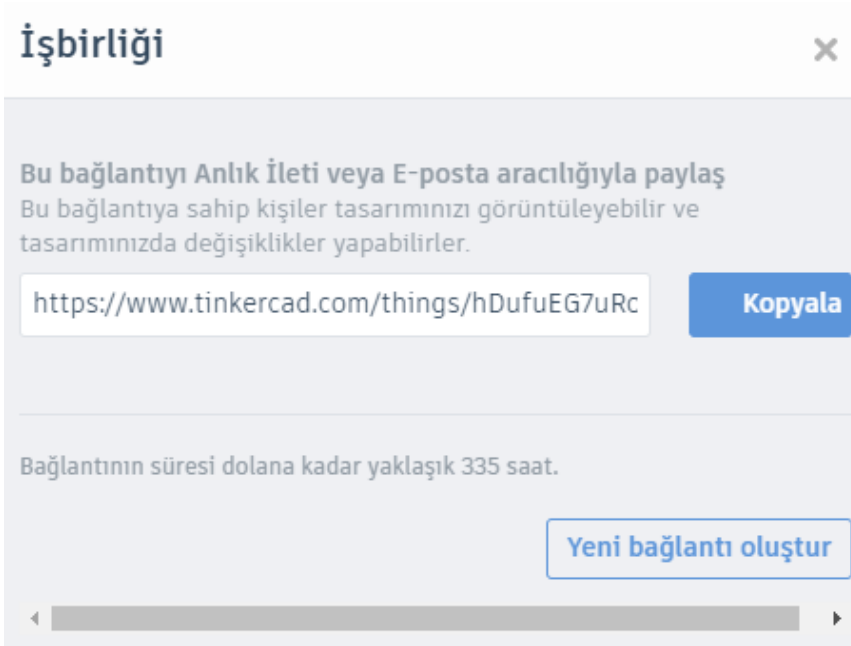 İşbirliği
Bu bağlantıyı Anlık İleti veya E-posta aracılığıyla paylaş
Bu bağlantıya sahip kişiler tasarımınızı görüntüleyebilir ve
tasarımınızda değişiklikler yapabilirler.
https://www.tinkercad.com/things/hDufuEG7uRc
Kopyala
Bağlantının süresi dolana kadar yaklaşık 335 saat.
Yeni bağlantı oluştur